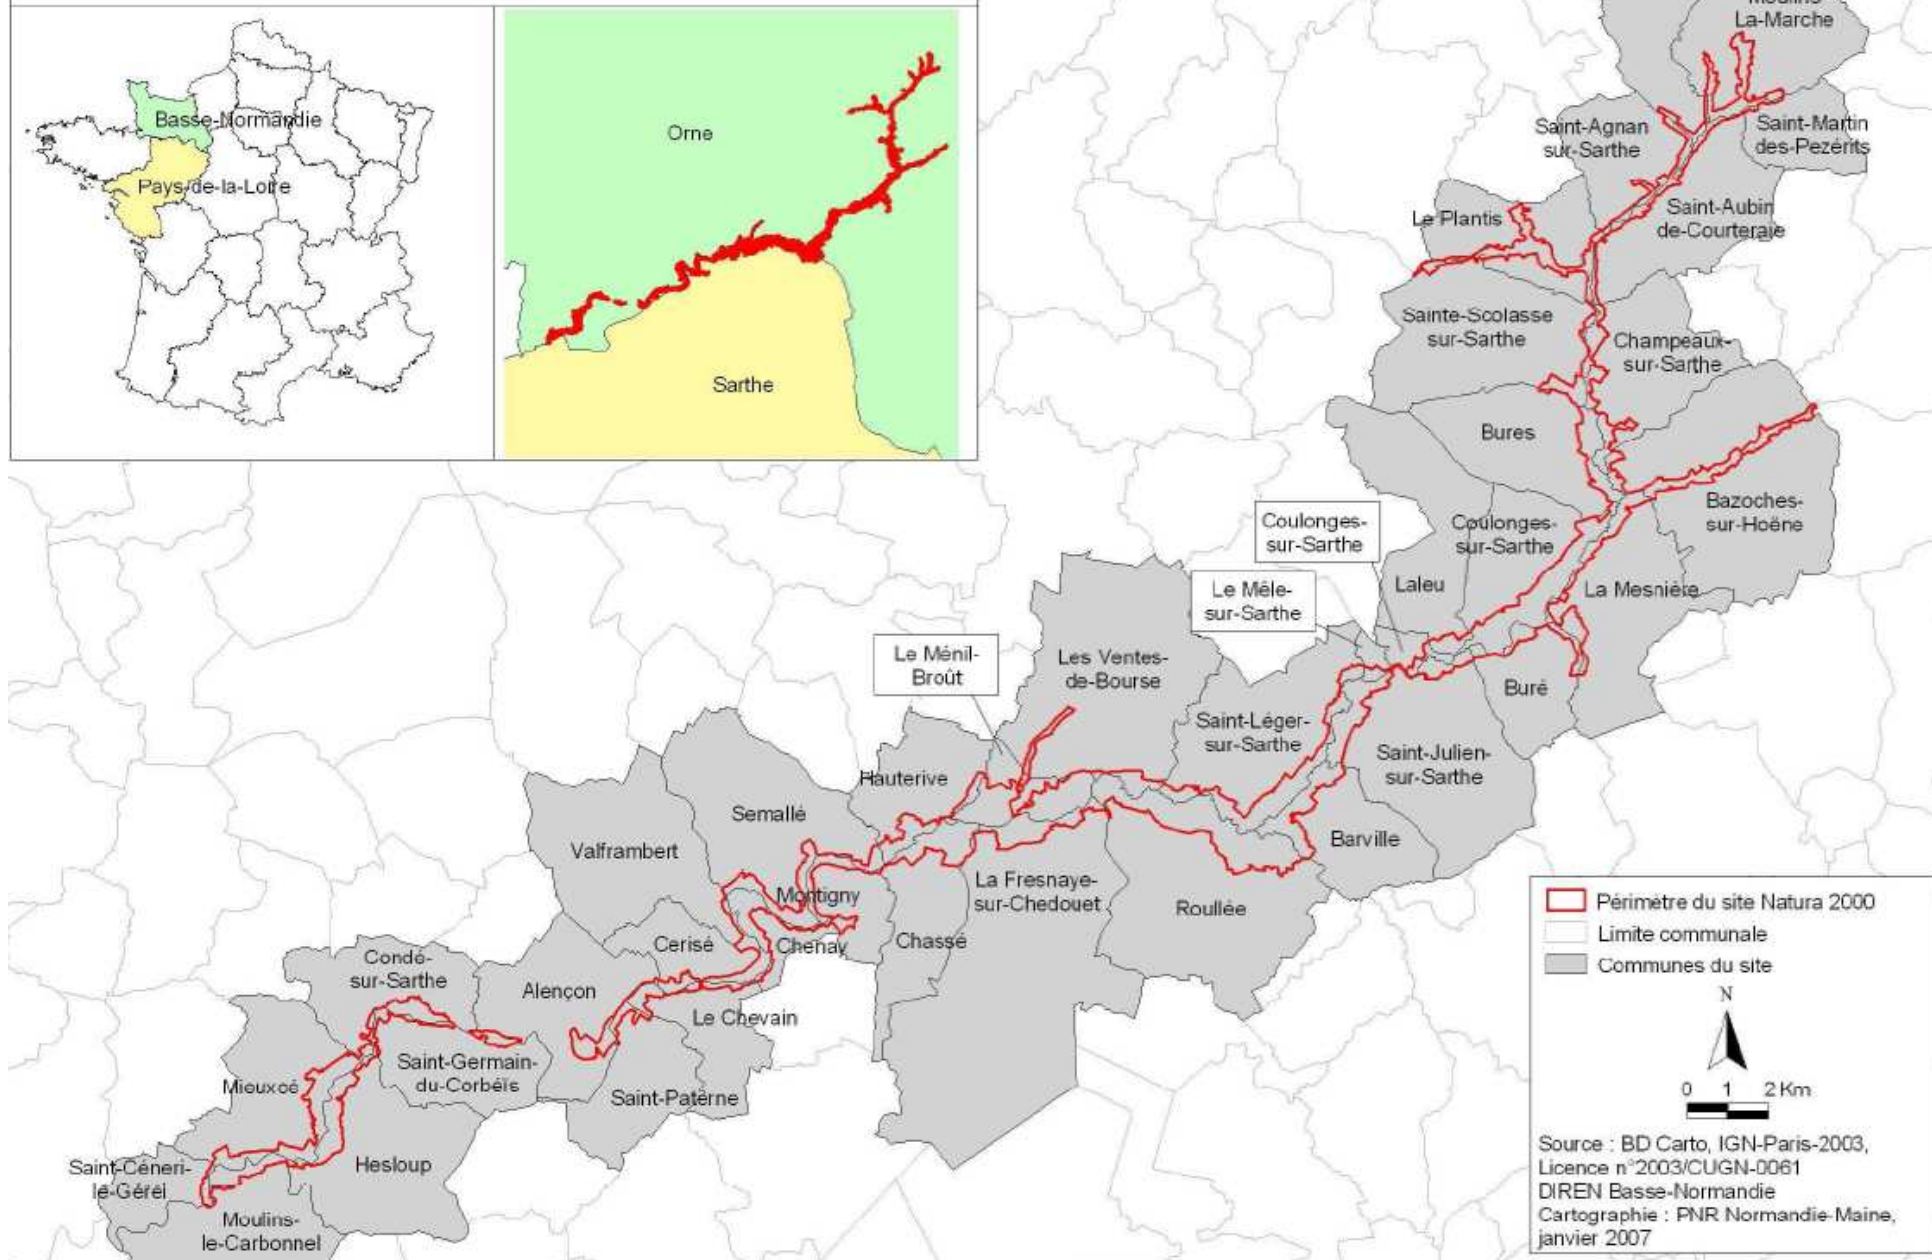 Basse-Normandie
Pays-de-la-Loire
Orne
Sarthe
Moulins-
La-Marche
Saint-Agnan
sur-Sarthe
Saint-Martin
des-Pezérits
Le Plantis
Saint-Aubin
de-Courteraie
Sainte-Scolasse
sur-Sarthe
Champeaux-
sur-Sarthe
Bures
Bazoches-
sur-Hoëne
Coulonges-
sur-Sarthe
Coulonges-
sur-Sarthe
Laleu
La Mesnière
Le Mêle-
sur-Sarthe
Le Ménil-
Broût
Les Ventes-
de-Bourse
Buré
Saint-Léger-
sur-Sarthe
Saint-Julien-
sur-Sarthe
Hauterive
Semallé
Valframbert
Barville
Montigny
La Fresnaye-
sur-Chedouet
Roullée
Cerisé
Chenay
Chassé
Condé-
sur-Sarthe
Alençon
Le Chevain
Saint-Germain-
du-Corbéïs
Mieuxcé
Saint-Paterne
Saint-Céneri-
le-Gérei
Hesloup
Moulins-
le-Carbonnel
Périmètre du site Natura 2000
Limite communale
Communes du site
N
0 1 2 Km
Source : BD Carto, IGN-Paris-2003,
Licence n°2003/CUGN-0061
DIREN Basse-Normandie
Cartographie : PNR Normandie-Maine,
janvier 2007